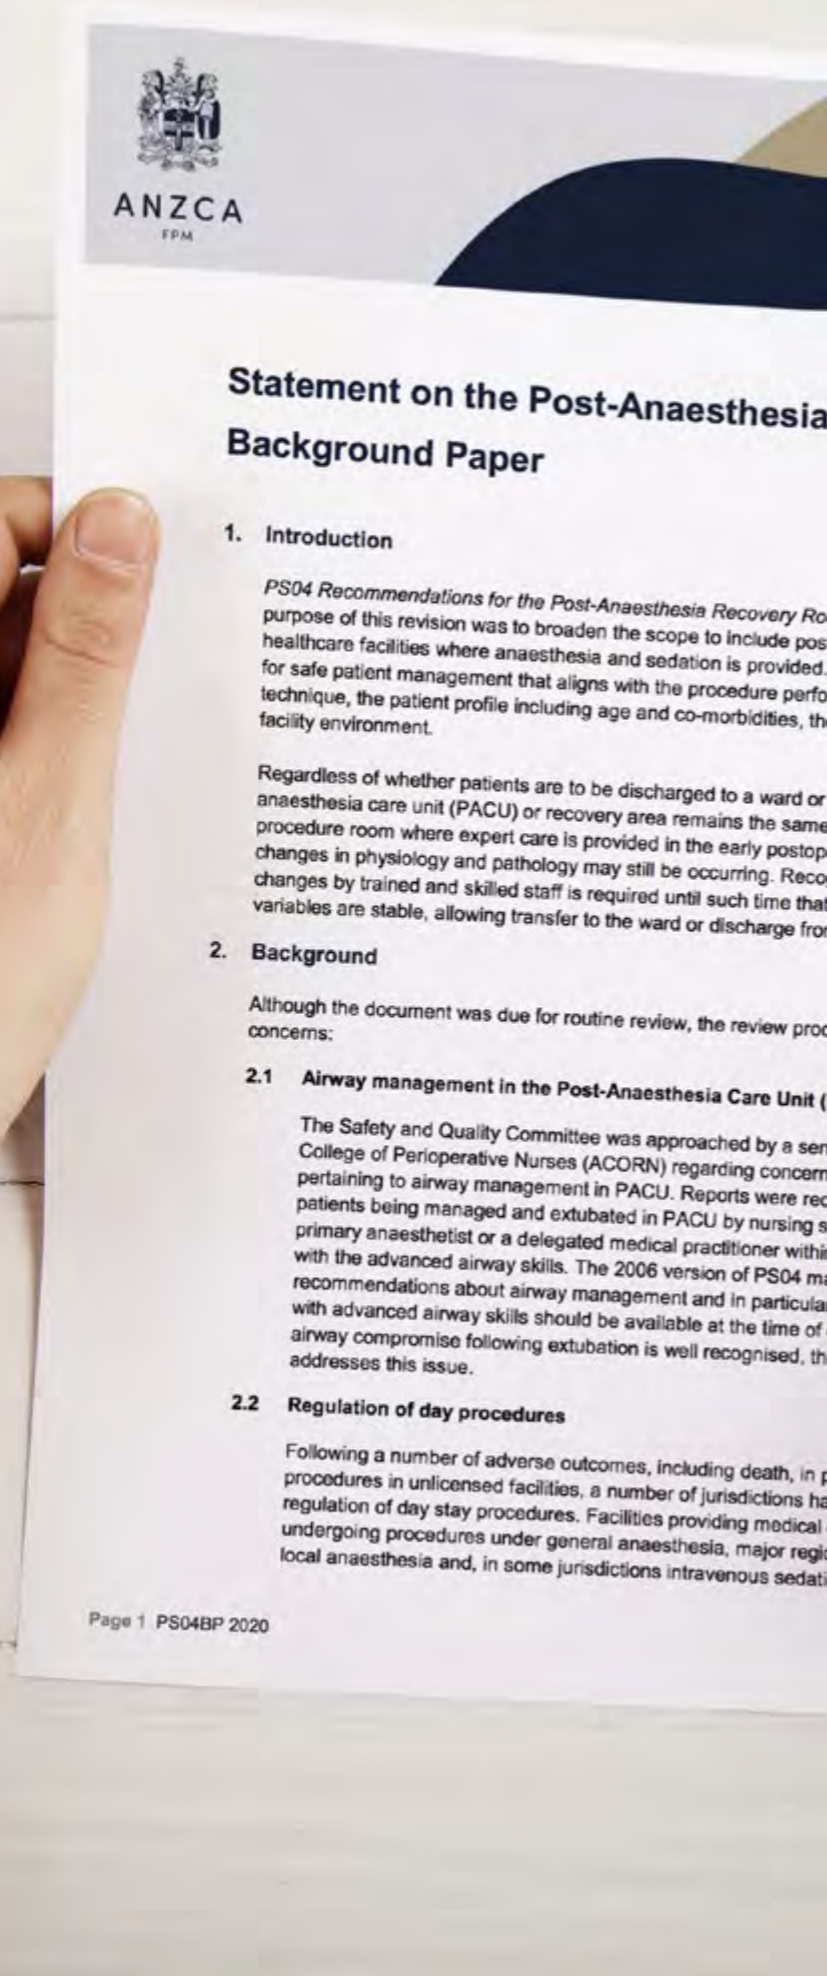 ANZCA
FPM
Statement on the Post-Anaesthesia
Background Paper
1. Introduction
PS04 Recommendations for the Post-Anaesthesia Recovery Ro
purpose of this revision was to broaden the scope to include pos
healthcare facilities where anaesthesia and sedation is provided.
for safe patient management that aligns with the procedure perfo
technique, the patient profile including age and co-morbidities, th
facility environment.
Regardless of whether patients are to be discharged to a ward or
anaesthesia care unit (PACU) or recovery area remains the same
procedure room where expert care is provided in the early postop
changes in physiology and pathology may still be occurring. Reco
changes by trained and skilled staff is required until such time that
variables are stable, allowing transfer to the ward or discharge fro
2. Background
Although the document was due for routine review, the review proc
concerns:
2.1 Airway management in the Post-Anaesthesia Care Unit (
The Safety and Quality Committee was approached by a sen
College of Perioperative Nurses (ACORN) regarding concern
pertaining to airway management in PACU. Reports were rec
patients being managed and extubated in PACU by nursing s
primary anaesthetist or a delegated medical practitioner within
with the advanced airway skills. The 2006 version of PS04 ma
recommendations about airway management and in particular
with advanced airway skills should be available at the time of
airway compromise following extubation is well recognised, th
addresses this issue.
2.2 Regulation of day procedures
Following a number of adverse outcomes, including death, in p
procedures in unlicensed facilities, a number of jurisdictions ha
regulation of day stay procedures. Facilities providing medical
undergoing procedures under general anaesthesia, major regio
local anaesthesia and, in some jurisdictions intravenous sedati
Page 1 PS04BP 2020